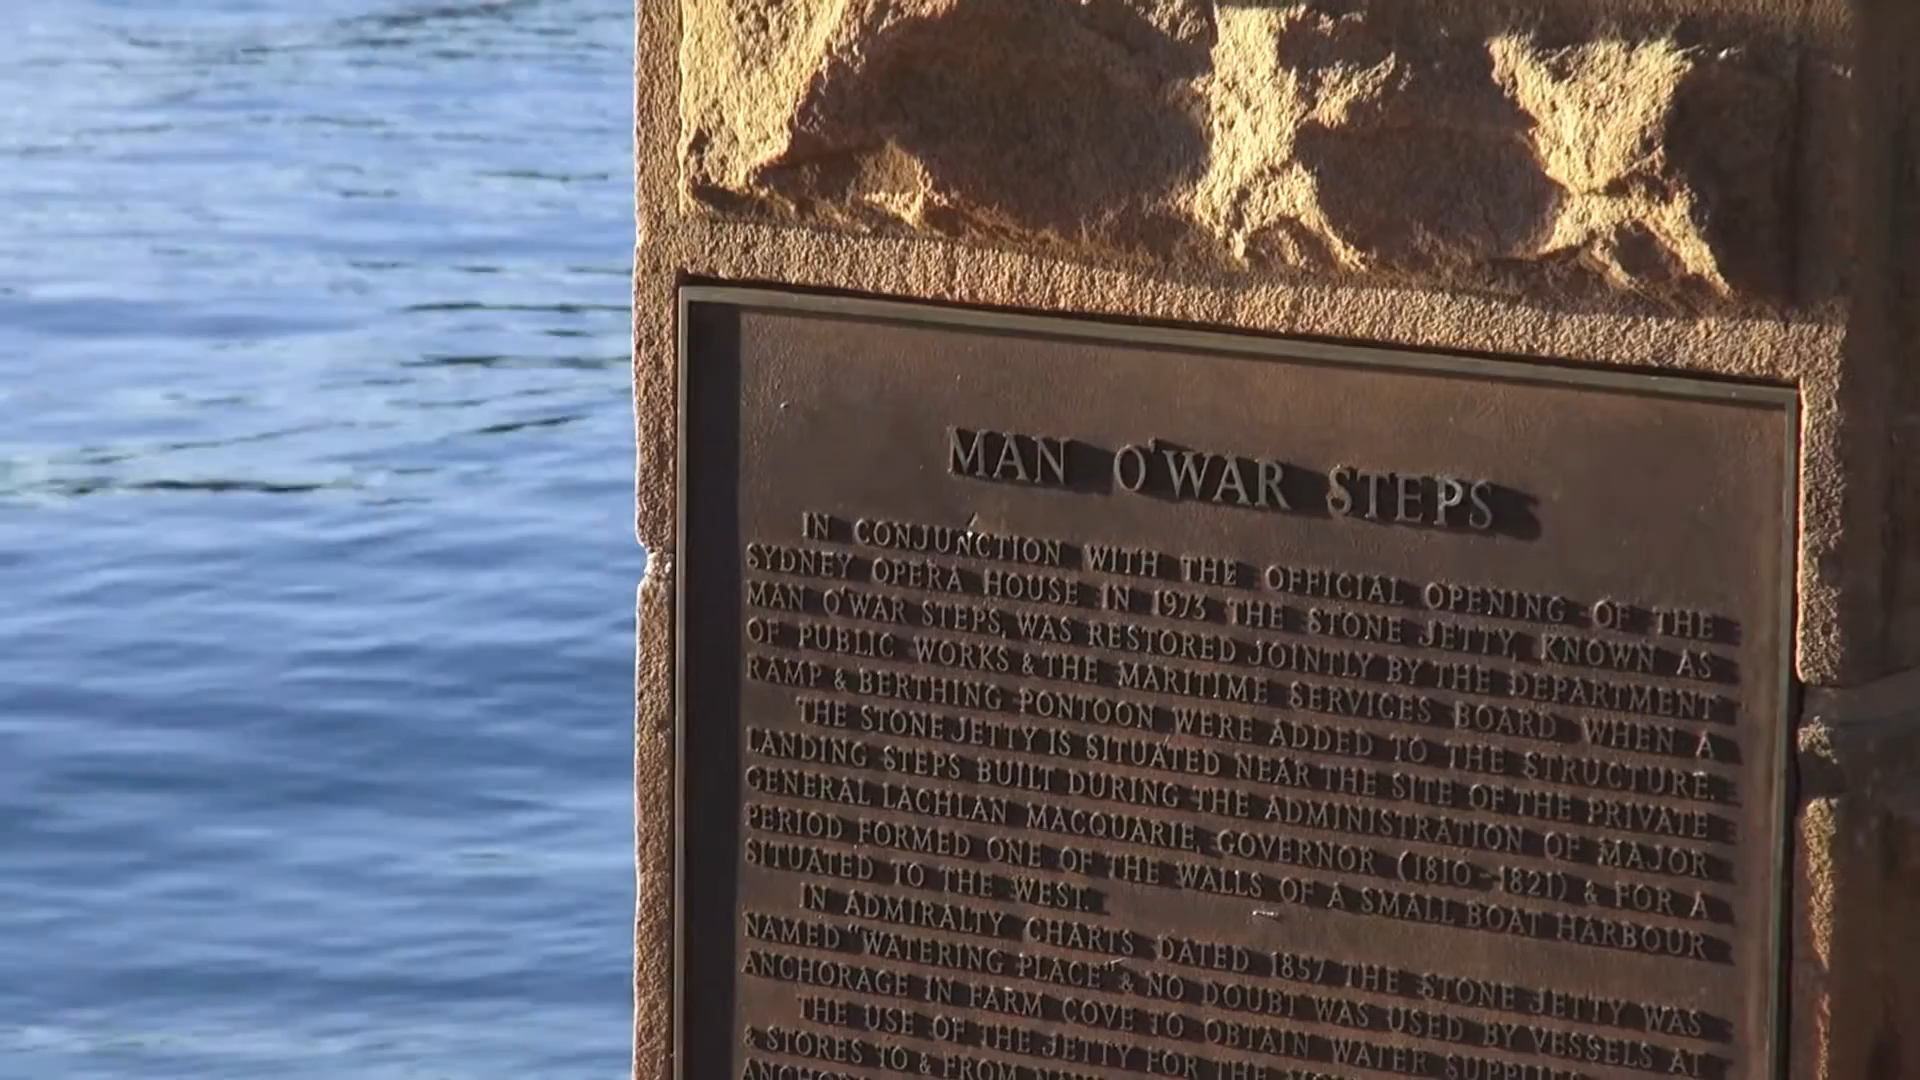 MAN O'WAR STEPS
IN CONJUNCTION WITH THE OFFICIAL OPENING OF THE
SYDNEY OPERA HOUSE IN 1973 THE STONE JETTY, KNOWN AS
MAN O'WAR STEPS, WAS RESTORED JOINTLY BY THE DEPARTMENT
OF PUBLIC WORKS & THE MARITIME SERVICES BOARD WHEN A
RAMP & BERTHING PONTOON WERE ADDED TO THE STRUCTURE.
THE STONE JETTY IS SITUATED NEAR THE SITE OF THE PRIVATE
LANDING STEPS BUILT DURING THE ADMINISTRATION OF MAJOR
GENERAL LACHLAN MACQUARIE, GOVERNOR (1810-1821) & FOR A
PERIOD FORMED ONE OF THE WALLS OF A SMALL BOAT HARBOUR
SITUATED TO THE WEST.
IN ADMIRALTY CHARTS DATED 1857 THE STONE JETTY WAS
NAMED "WATERING PLACE" & NO DOUBT WAS USED BY VESSELS AT
ANCHORAGE IN FARM COVE TO OBTAIN WATER SUPPLIES.
THE USE OF THE JETTY FOR THE
& STORES TO & FROM